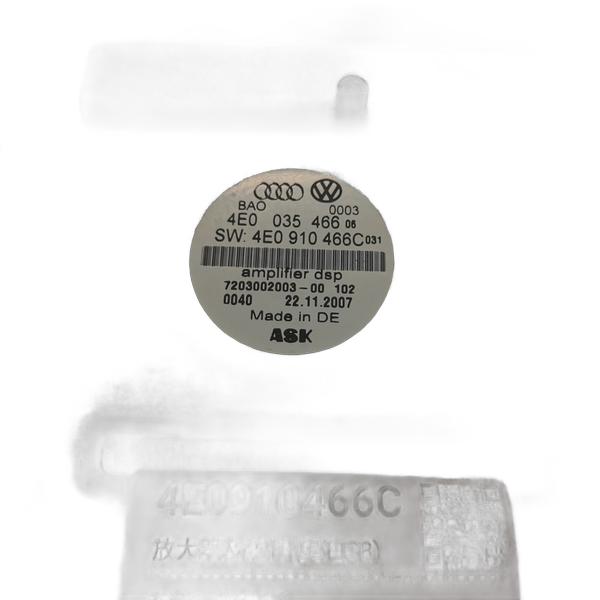 BAO 0003
4E0 035 466 06
SW: 4E0 910 466C 031
amplifier dsp
7203002003-00 102
0040 22.11.2007
Made in DE
ASK
4E0910466C
放大